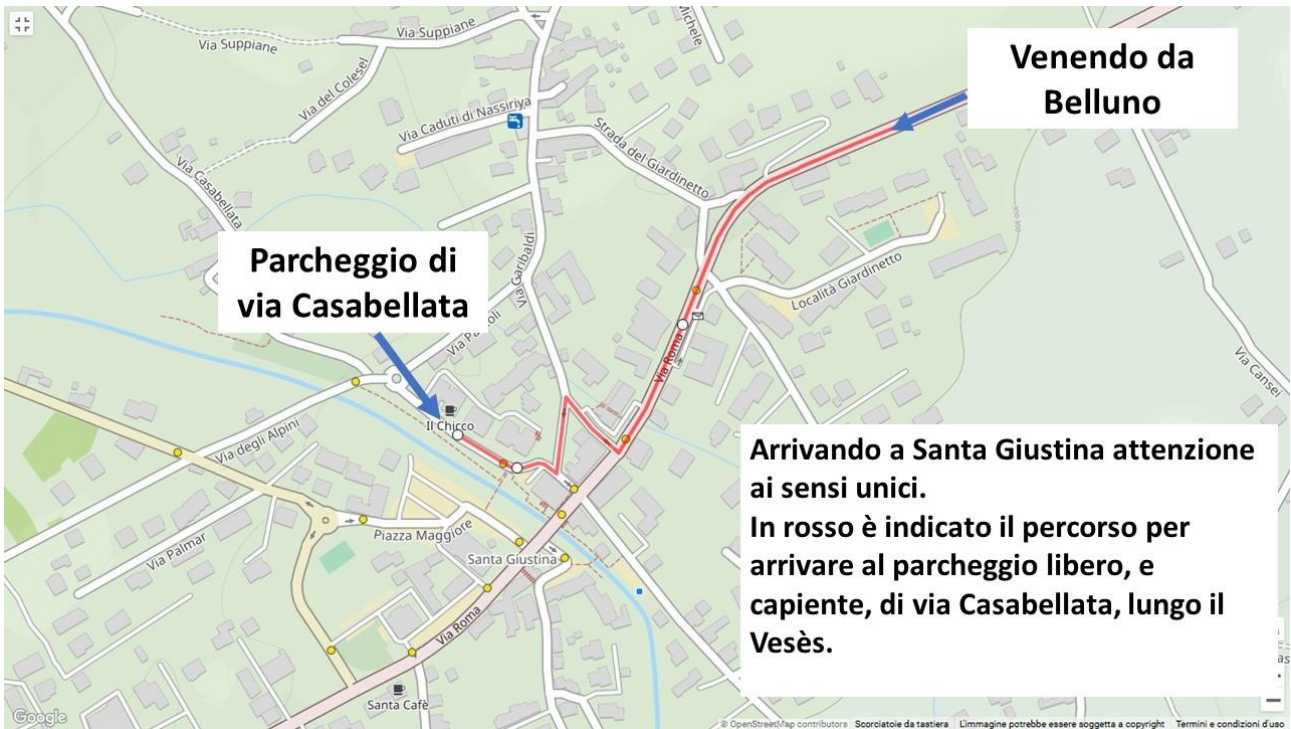 Venendo da
Belluno
Via Suppiane
Via Suppiane
Michele
Via del Colesel
Via Caduti di Nassiriya
Strada del Giardinetto
Via Casabellata
Parcheggio di
via Casabellata
Via Garibaldi
Località Giardinetto
Via Roma
Via Cansei
Il Chicco
Via degli Alpini
Via Palmar
Piazza Maggiore
Santa Giustina
Via Roma
Santa Cafè
Arrivando a Santa Giustina attenzione
ai sensi unici.
In rosso è indicato il percorso per
arrivare al parcheggio libero, e
capiente, di via Casabellata, lungo il
Vesès.
Google
© OpenStreetMap contributors Scorciatoie da tastiera L'immagine potrebbe essere soggetta a copyright Termini e condizioni d'uso